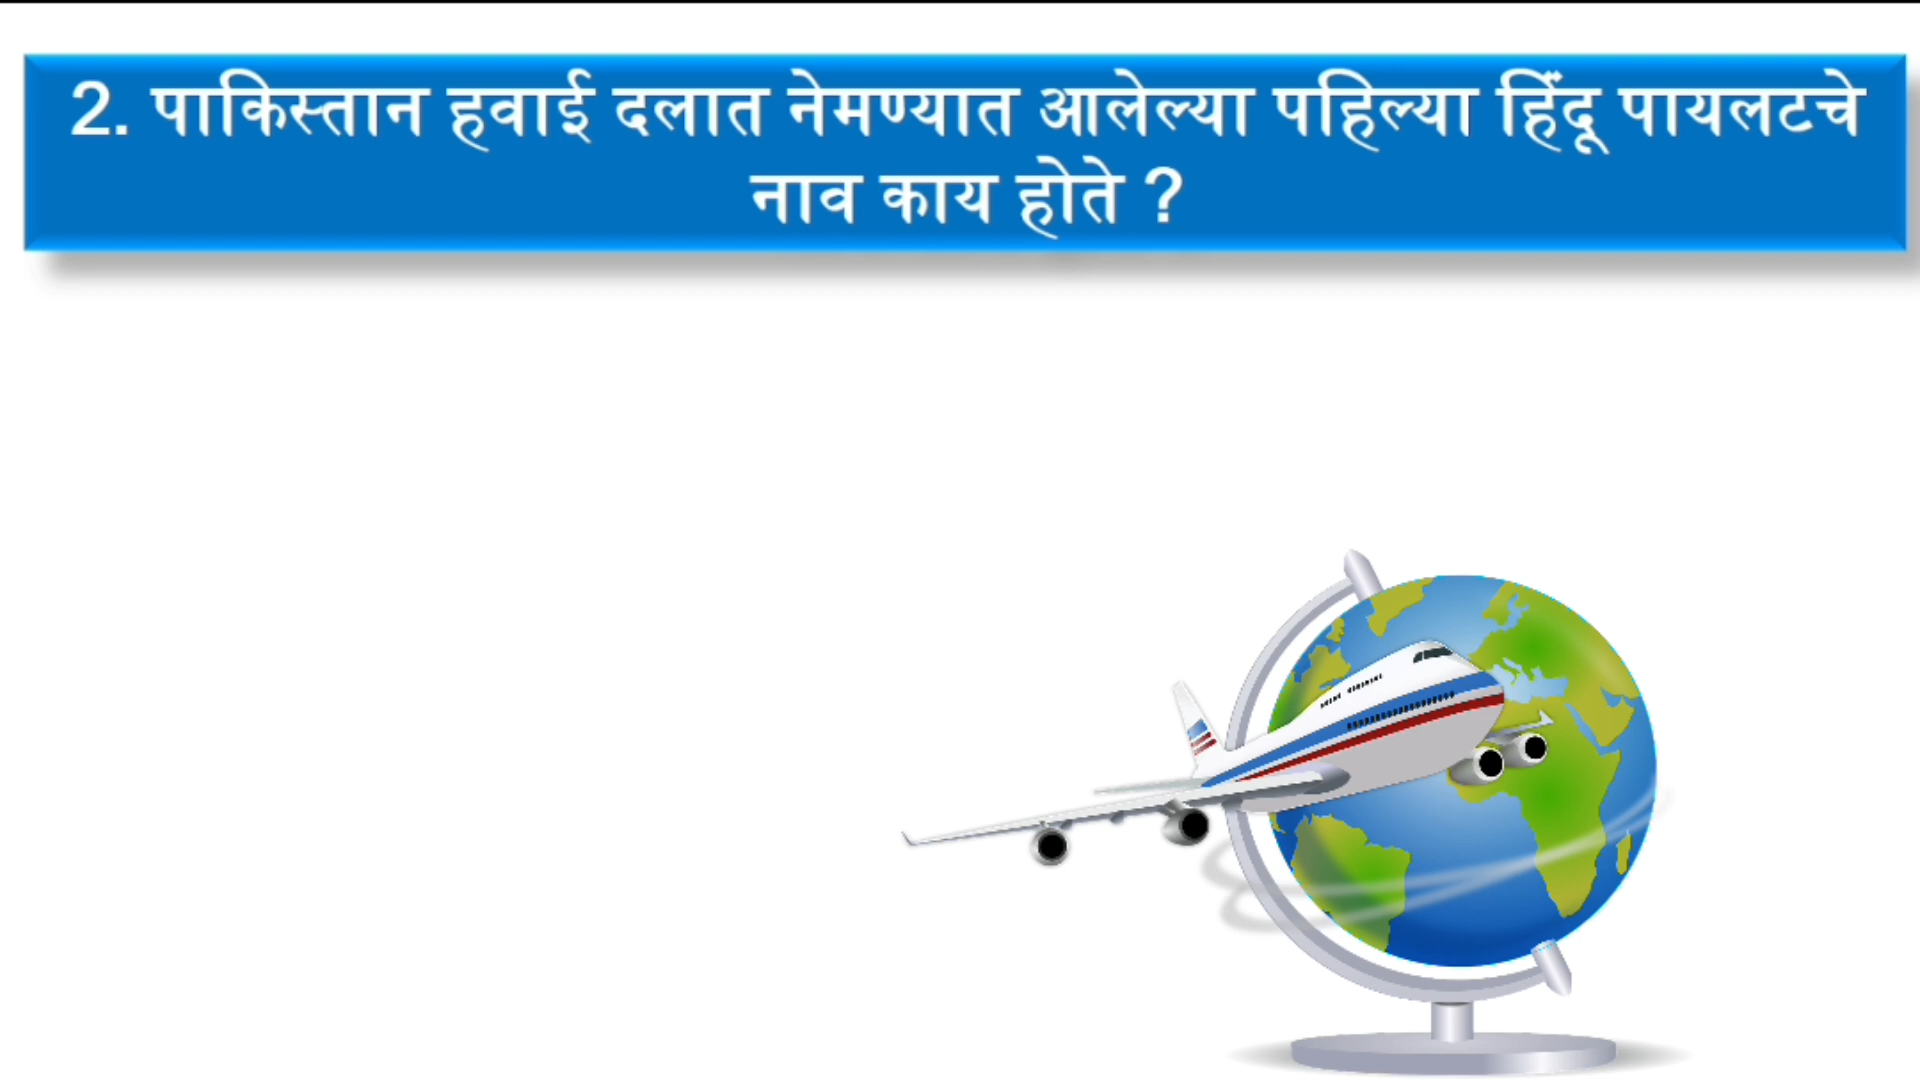 2. पाकिस्तान हवाई दलात नेमण्यात आलेल्या पहिल्या हिंदू पायलटचे
नाव काय होते ?